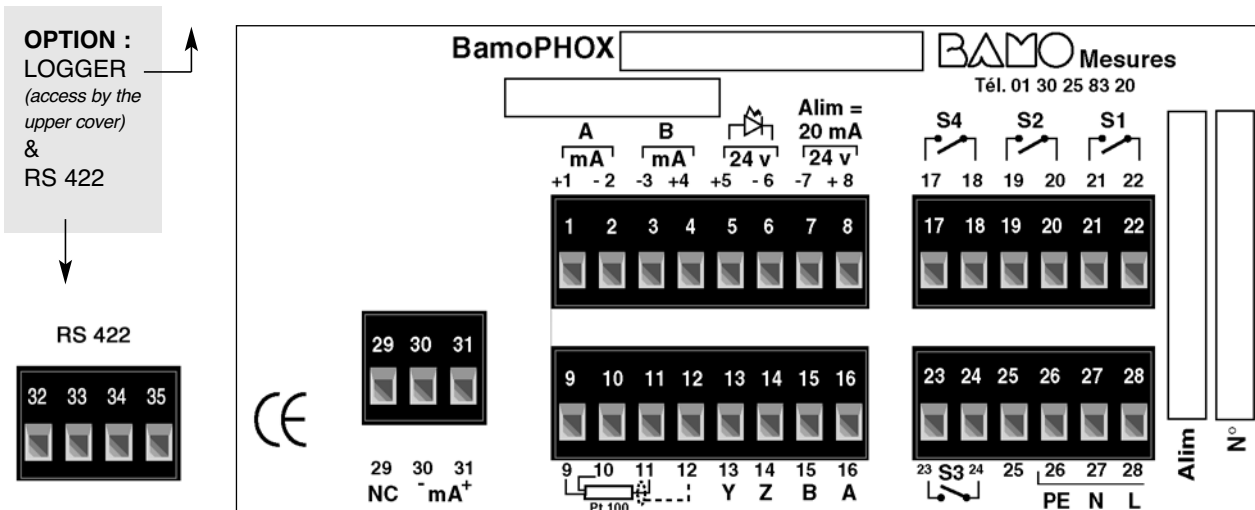 OPTION :
LOGGER
(access by the
upper cover)
&
RS 422
RS 422
32 33 34 35
BamoPHOX
BAMO Mesures
Tél. 01 30 25 83 20
A B
mA mA 24 v
Alim =
20 mA
24 v
+1 - 2 -3 +4 +5 - 6 -7 + 8
1 2 3 4 5 6 7 8
S4 S2 S1
17 18 19 20 21 22
17 18 19 20 21 22
29 30 31
29 30 31
NC - mA +
9 10 11 12 13 14 15 16
9 10 11 12 13 14 15 16
Pt 100
Y Z B A
23 24 25 26 27 28
23 S3 24 25 26 27 28
PE N L
CE
Alim
N°